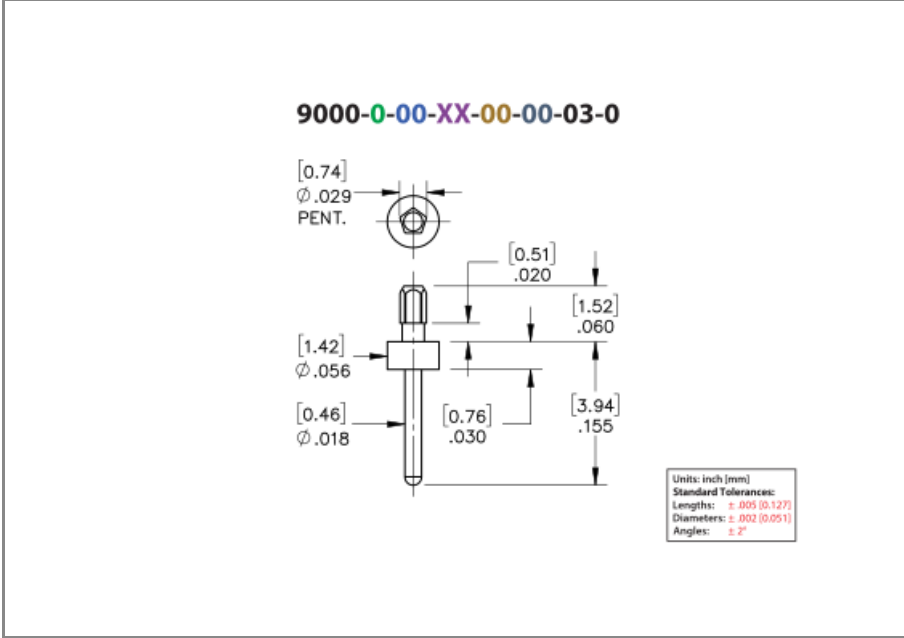 9000-0-00-XX-00-00-03-0
[0.74]
Ø.029
PENT.
[0.51]
.020
[1.52]
.060
[1.42]
Ø.056
[0.46]
Ø.018
[0.76]
.030
[3.94]
.155
Units: inch [mm]
Standard Tolerances:
Lengths: ± .005 [0.127]
Diameters: ± .002 [0.051]
Angles: ± 2°